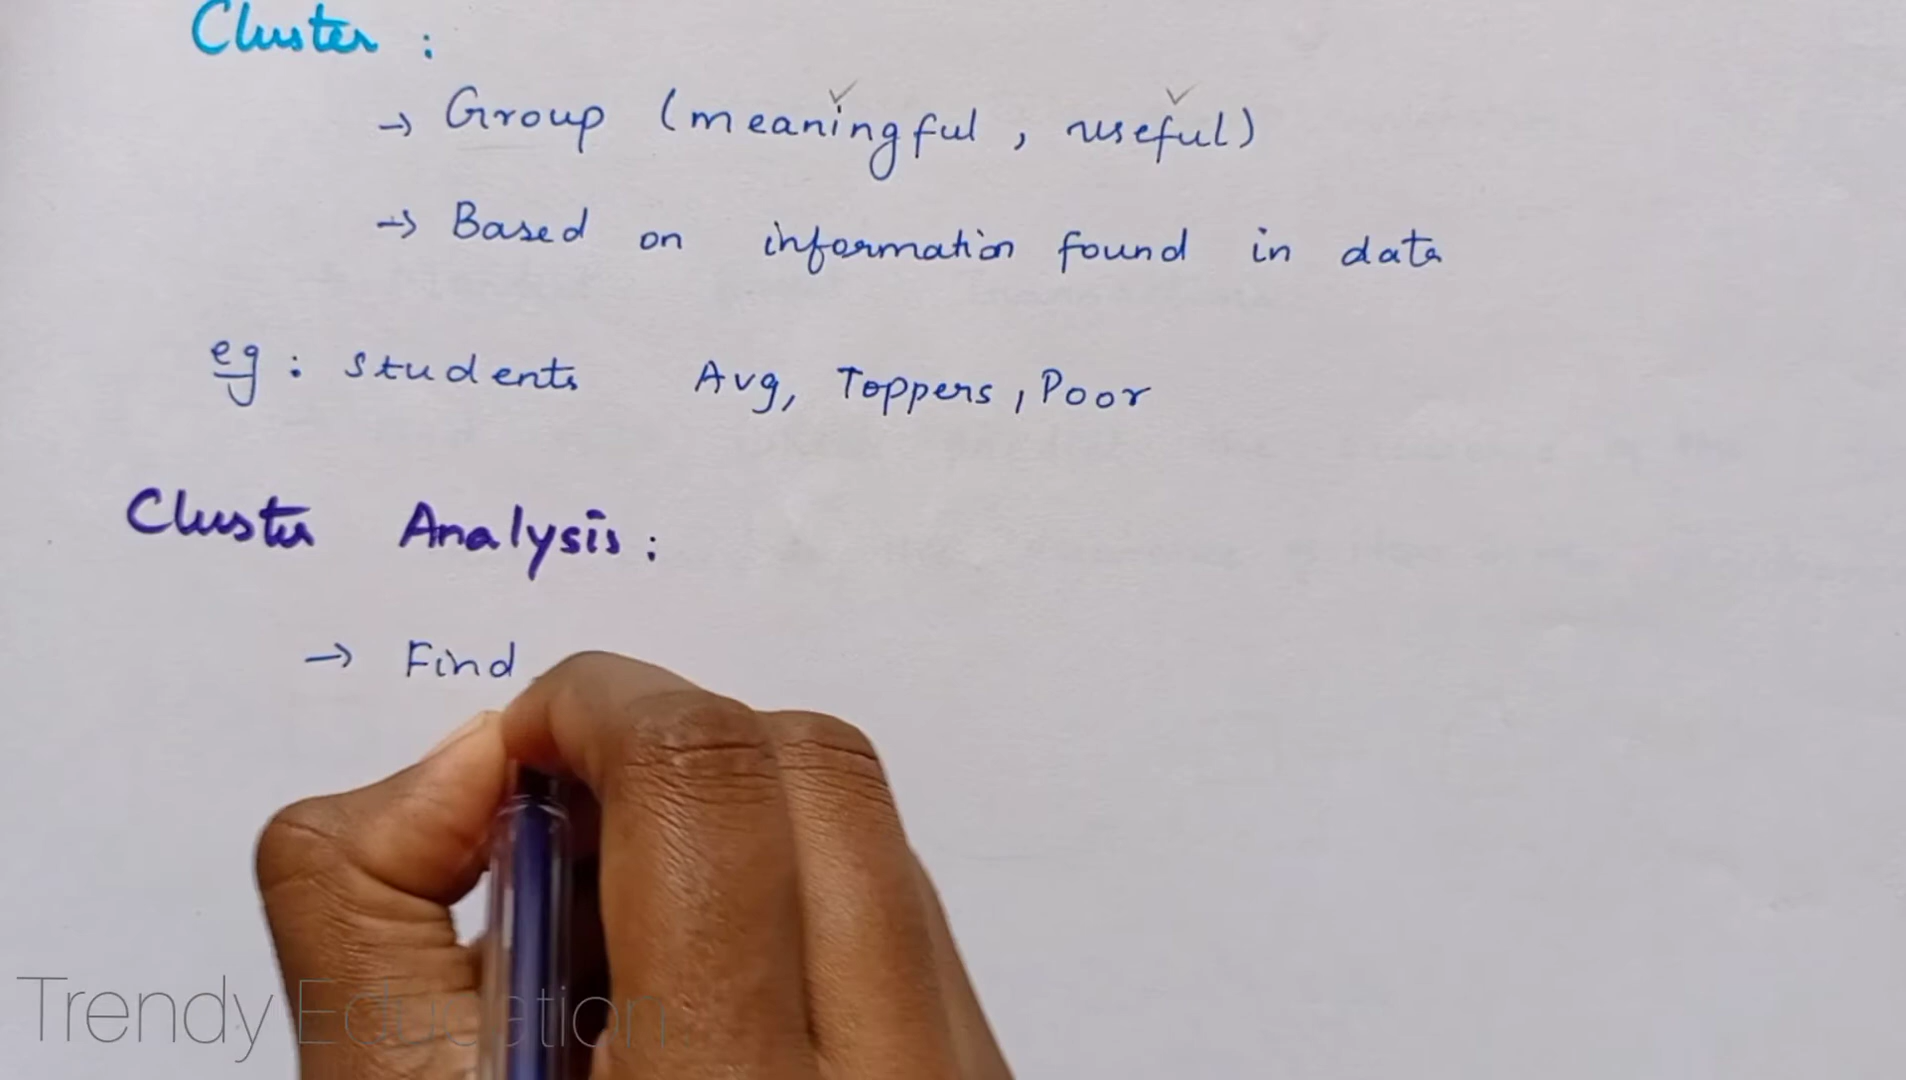 Cluster :
→ Group (meaningful, useful)
→ Based on information found in data
eg : students Avg, Toppers, Poor
Cluster Analysis :
→ Find
Trendy Education